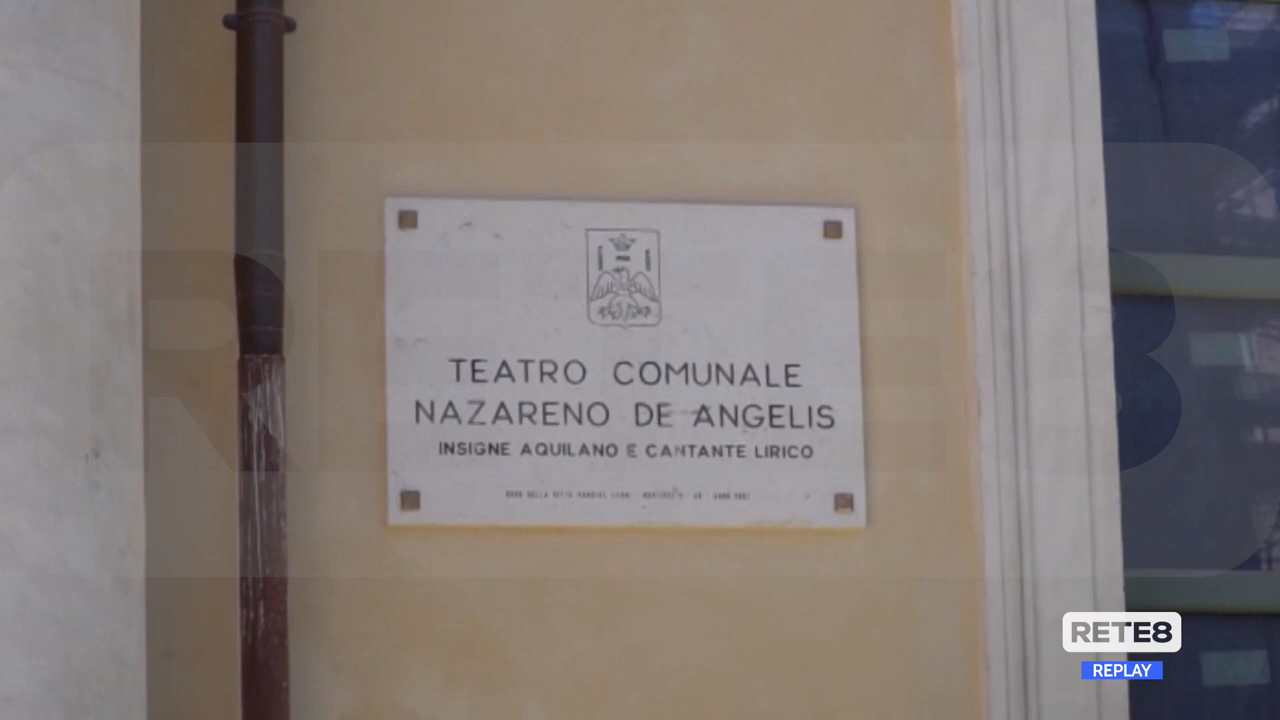 TEATRO COMUNALE
NAZARENO DE ANGELIS
INSIGNE AQUILANO E CANTANTE LIRICO
RETE8
REPLAY